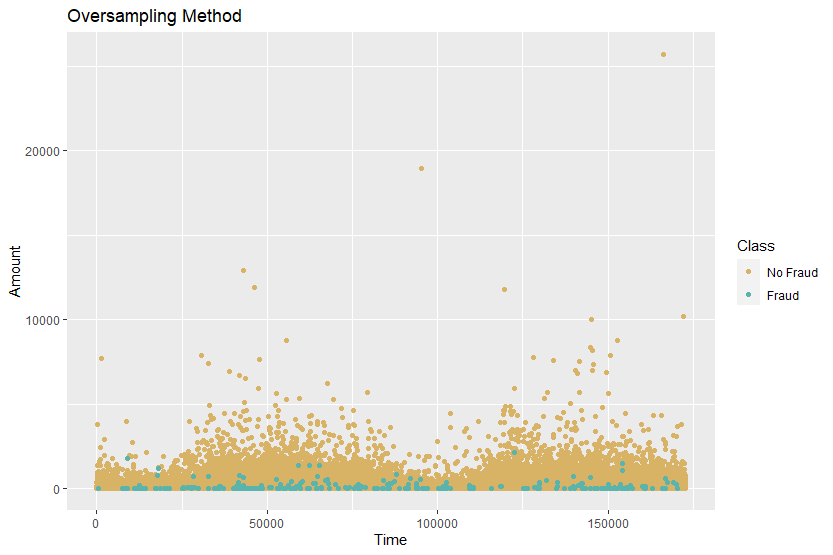 Oversampling Method
Amount
20000
10000
0
0
50000
100000
150000
Time
Class
No Fraud
Fraud